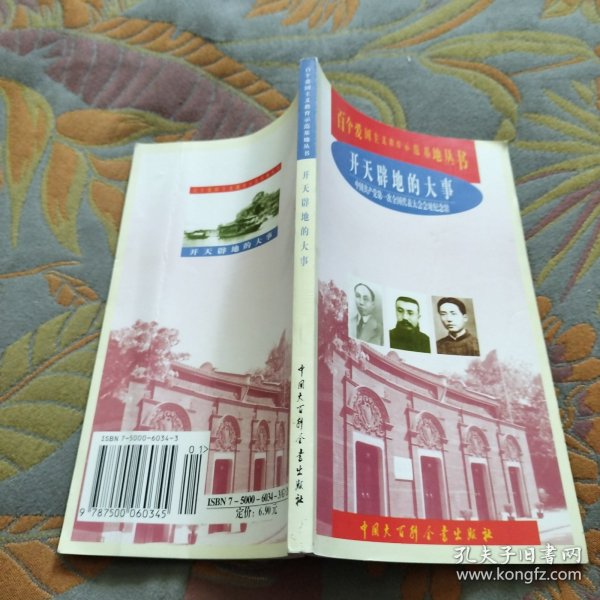 百个爱国主义教育示范基地丛书
开天辟地的大事
中国共产党第一次全国代表大会会址纪念馆
中国大百科全书出版社
百个爱国主义教育示范基地丛书
开天辟地的大事
中国大百科全书出版社
开天辟地的大事
ISBN 7-5000-6034-3
01>
9 787500 060345
ISBN 7-5000-6034-3/
定价: 6.90 元
孔夫子旧书网
www.kongfz.com